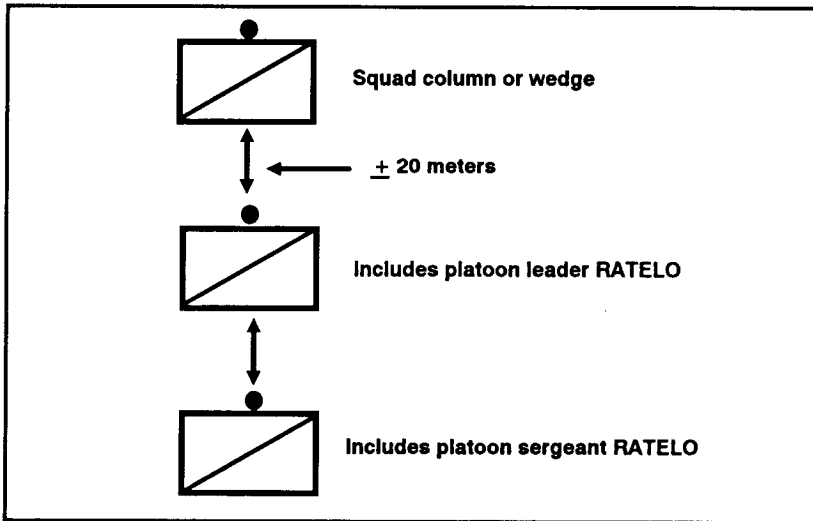 Squad column or wedge
± 20 meters
Includes platoon leader RATELO
Includes platoon sergeant RATELO